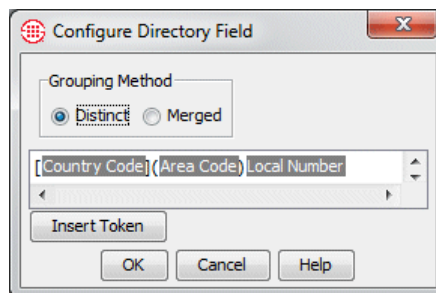 Configure Directory Field
Grouping Method
Distinct Merged
[Country Code](Area Code)Local Number
Insert Token
OK Cancel Help